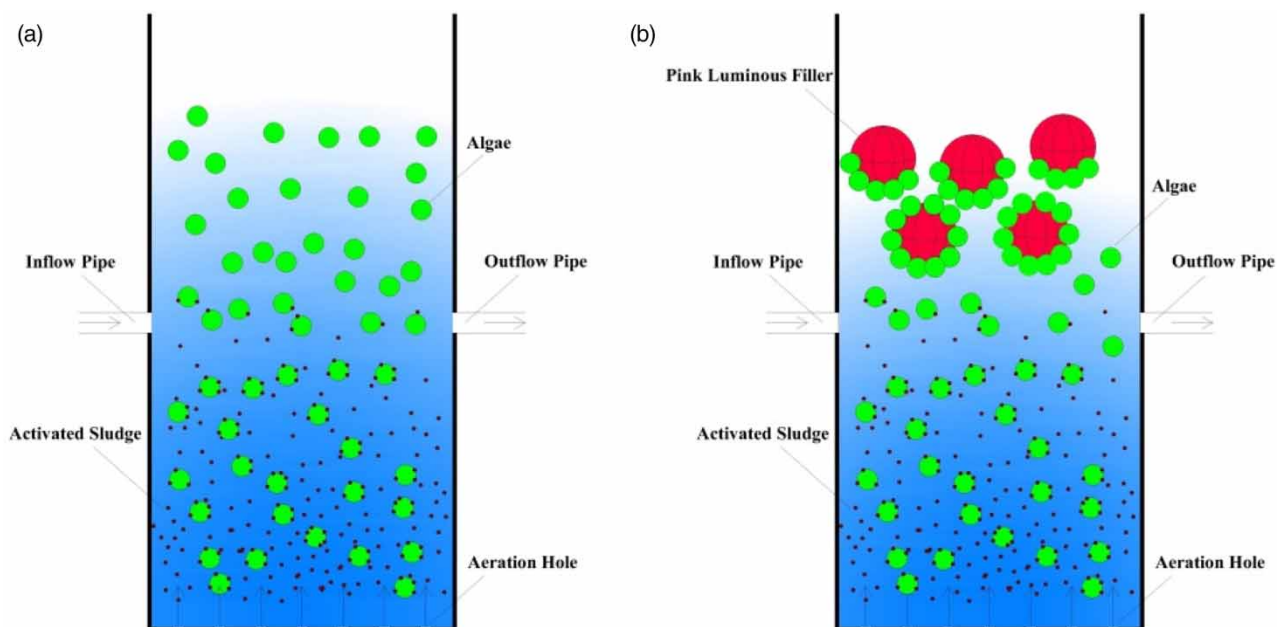 (a)
Algae
Inflow Pipe
Outflow Pipe
Activated Sludge
Aeration Hole
(b)
Pink Luminous Filler
Algae
Inflow Pipe
Outflow Pipe
Activated Sludge
Aeration Hole